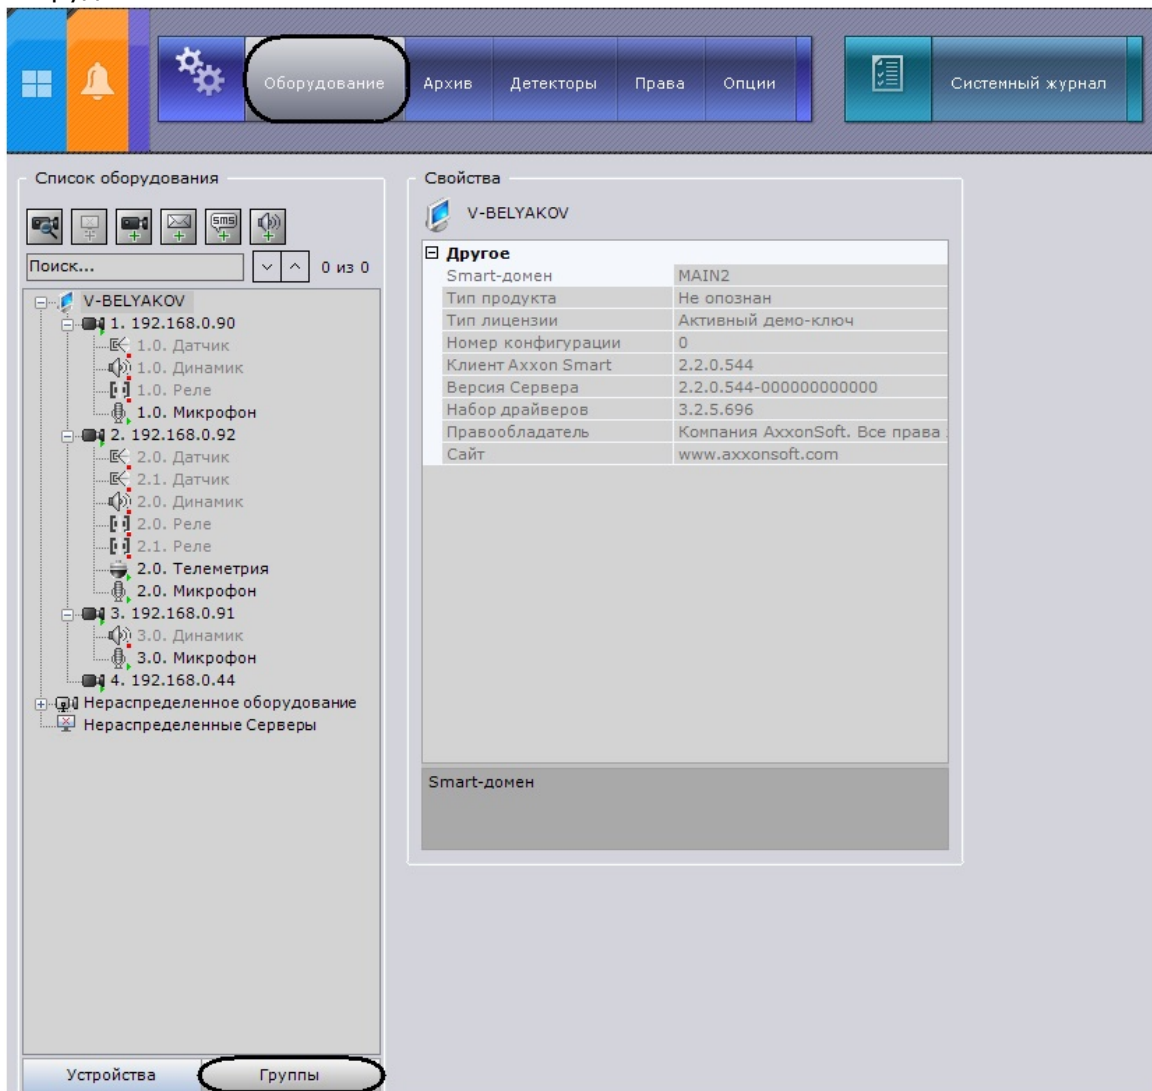 Оборудование Архив Детекторы Права Опции Системный журнал
Список оборудования
sms
Поиск... 0 из 0
V-BELYAKOV
1. 192.168.0.90
1.0. Датчик
1.0. Динамик
1.0. Реле
1.0. Микрофон
2. 192.168.0.92
2.0. Датчик
2.1. Датчик
2.0. Динамик
2.0. Реле
2.1. Реле
2.0. Телеметрия
2.0. Микрофон
3. 192.168.0.91
3.0. Динамик
3.0. Микрофон
4. 192.168.0.44
Нераспределенное оборудование
Нераспределенные Серверы
Устройства Группы
Свойства
V-BELYAKOV
Другое
Smart-домен MAIN2
Тип продукта Не опознан
Тип лицензии Активный демо-ключ
Номер конфигурации 0
Клиент Axxon Smart 2.2.0.544
Версия Сервера 2.2.0.544-000000000000
Набор драйверов 3.2.5.696
Правообладатель Компания AxxonSoft. Все права
Сайт www.axxonsoft.com
Smart-домен